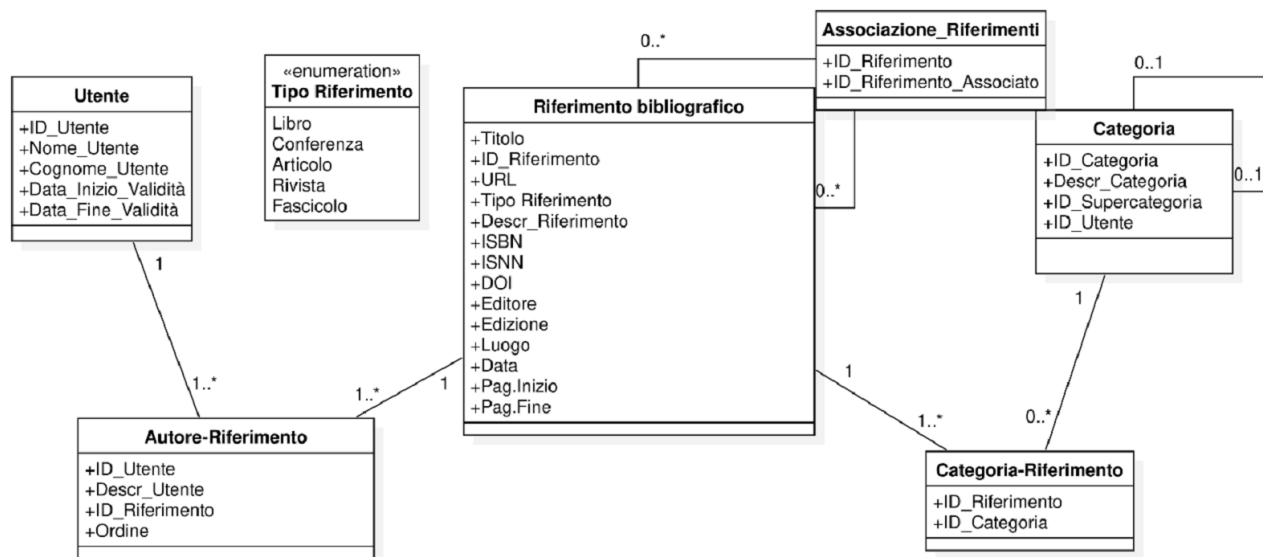 Utente
+ID_Utente
+Nome_Utente
+Cognome_Utente
+Data_Inizio_Validità
+Data_Fine_Validità
«enumeration»
Tipo Riferimento
Libro
Conferenza
Articolo
Rivista
Fascicolo
0..*
Riferimento bibliografico
+Titolo
+ID_Riferimento
+URL
+Tipo Riferimento
+Descr_Riferimento
+ISBN
+ISNN
+DOI
+Editore
+Edizione
+Luogo
+Data
+Pag.Inizio
+Pag.Fine
0..*
Associazione_Riferimenti
+ID_Riferimento
+ID_Riferimento_Associato
0..1
Categoria
+ID_Categoria
+Descr_Categoria
+ID_Supercategoria
+ID_Utente
0..1
1
1..*
1..*
1
Autore-Riferimento
+ID_Utente
+Descr_Utente
+ID_Riferimento
+Ordine
1
1..*
1
0..*
Categoria-Riferimento
+ID_Riferimento
+ID_Categoria